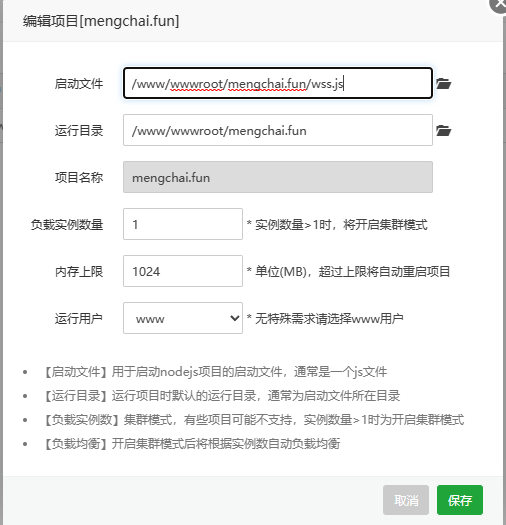 编辑项目[mengchai.fun]
启动文件 /www/wwwroot/mengchai.fun/wss.js
运行目录 /www/wwwroot/mengchai.fun
项目名称 mengchai.fun
负载实例数量 1 * 实例数量>1时，将开启集群模式
内存上限 1024 * 单位(MB)，超过上限将自动重启项目
运行用户 www * 无特殊需求请选择www用户
【启动文件】用于启动nodejs项目的启动文件，通常是一个js文件
【运行目录】运行项目时默认的运行目录，通常为启动文件所在目录
【负载实例数】集群模式，有些项目可能不支持，实例数量>1时为开启集群模式
【负载均衡】开启集群模式后将根据实例数自动负载均衡
取消 保存